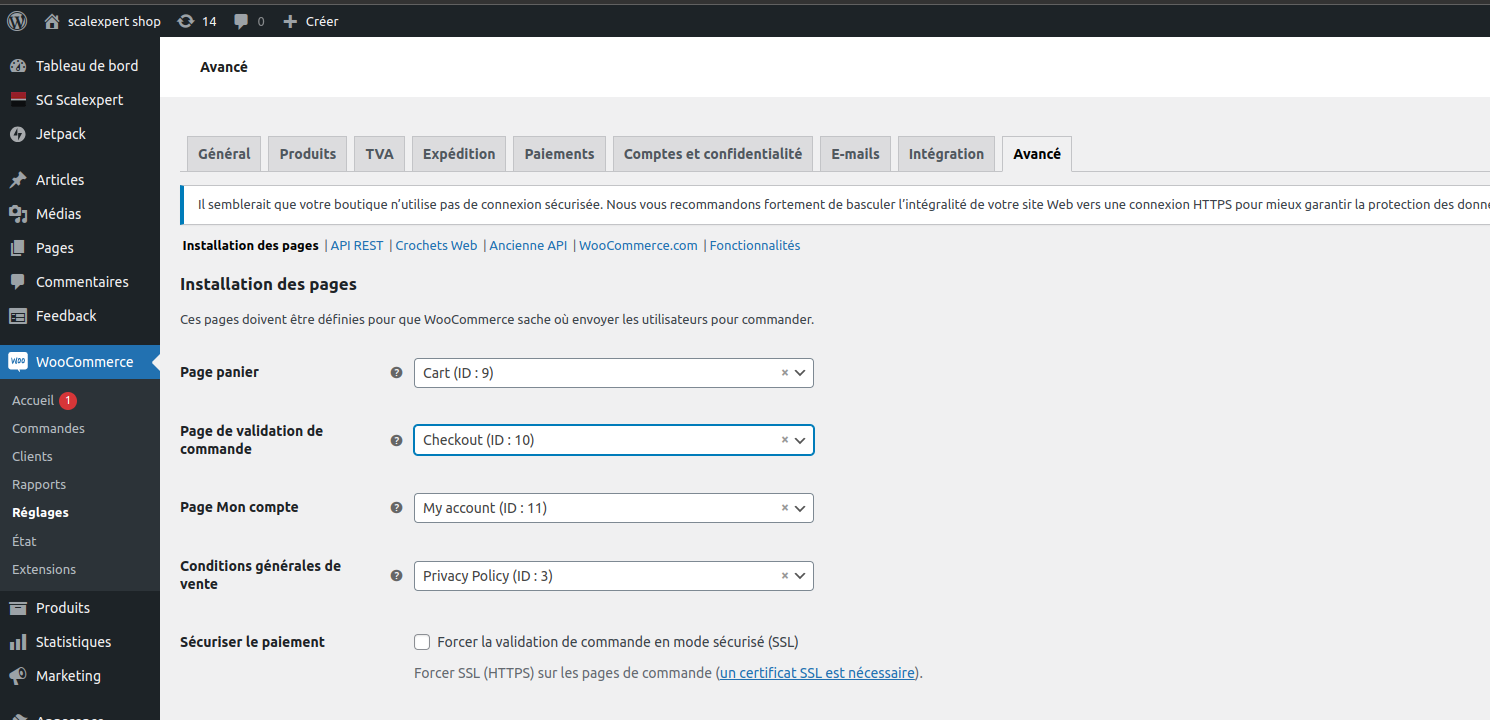 scalexpert shop 14 0 Créer
Tableau de bord
SG Scalexpert
Jetpack
Articles
Médias
Pages
Commentaires
Feedback
WooCommerce
Accueil 1
Commandes
Clients
Rapports
Réglages
État
Extensions
Produits
Statistiques
Marketing
Avancé
Général Produits TVA Expédition Paiements Comptes et confidentialité E-mails Intégration Avancé
Il semblerait que votre boutique n’utilise pas de connexion sécurisée. Nous vous recommandons fortement de basculer l’intégralité de votre site Web vers une connexion HTTPS pour mieux garantir la protection des donné
Installation des pages | API REST | Crochets Web | Ancienne API | WooCommerce.com | Fonctionnalités
Installation des pages
Ces pages doivent être définies pour que WooCommerce sache où envoyer les utilisateurs pour commander.
Page panier ? Cart (ID : 9) ×
Page de validation de
commande ? Checkout (ID : 10) ×
Page Mon compte ? My account (ID : 11) ×
Conditions générales de
vente ? Privacy Policy (ID : 3) ×
Sécuriser le paiement Forcer la validation de commande en mode sécurisé (SSL)
Forcer SSL (HTTPS) sur les pages de commande (un certificat SSL est nécessaire).